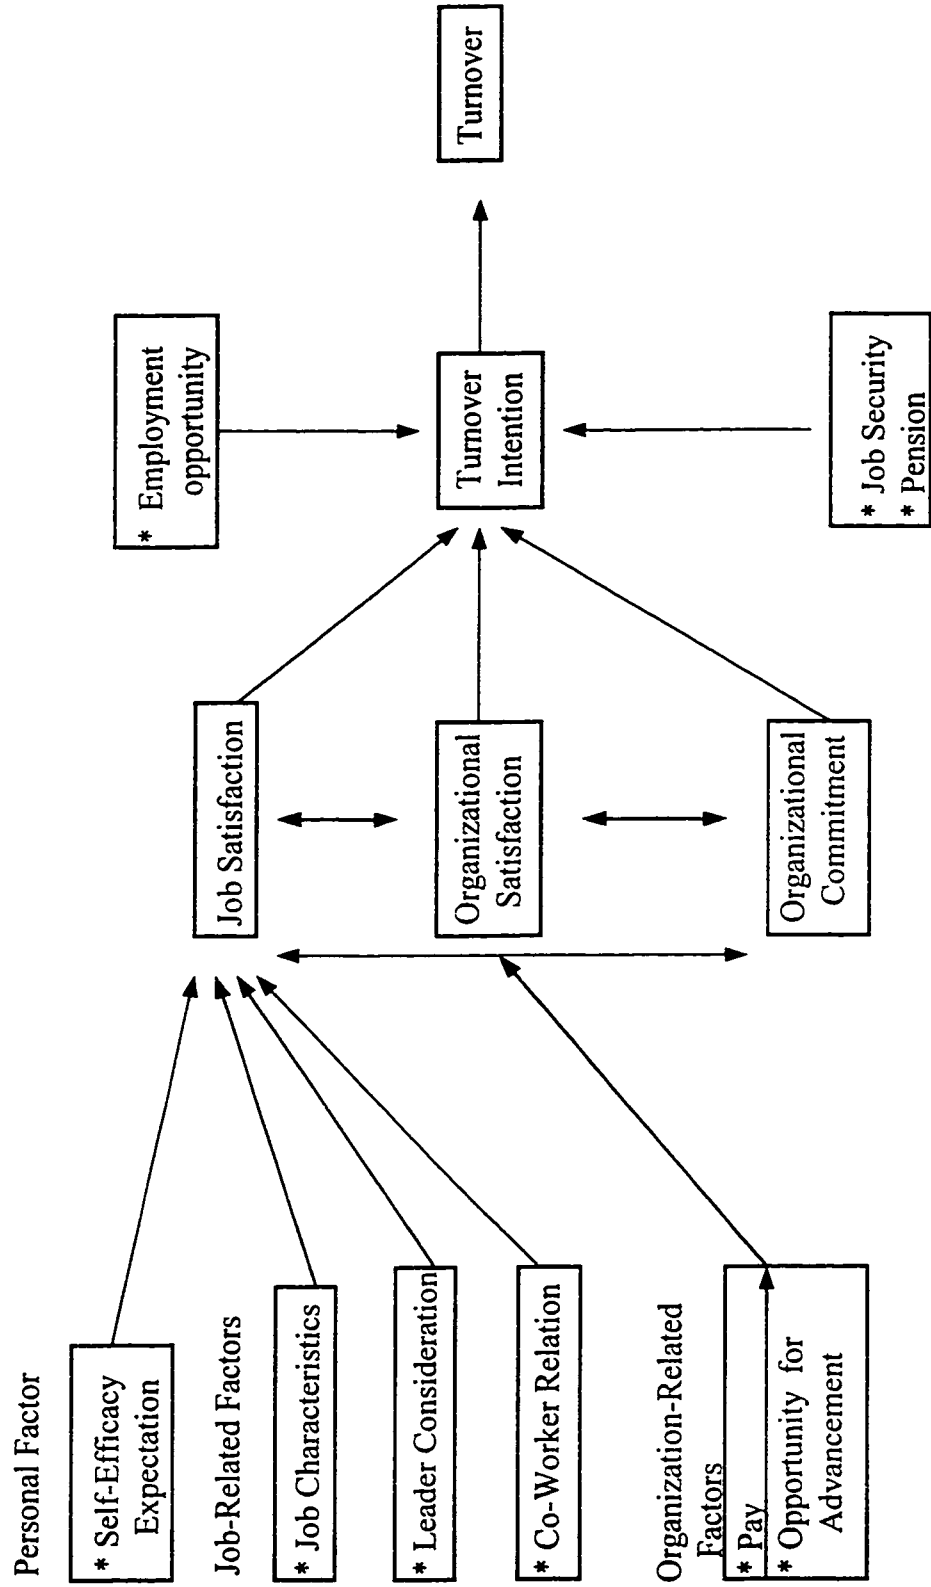 Personal Factor
* Self-Efficacy
Expectation
Job-Related Factors
* Job Characteristics
* Leader Consideration
* Co-Worker Relation
Organization-Related
Factors
* Pay
* Opportunity for
Advancement
Job Satisfaction
Organizational
Satisfaction
Organizational
Commitment
* Employment
opportunity
Turnover
Intention
* Job Security
* Pension
Turnover